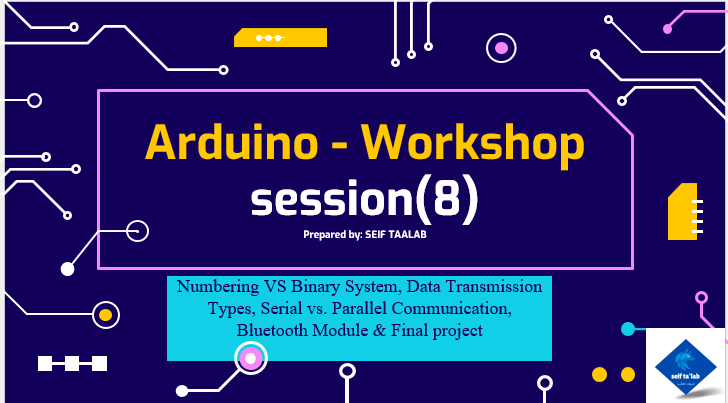 Arduino - Workshop
session(8)
Prepared by: SEIF TAALAB
Numbering VS Binary System, Data Transmission
Types, Serial vs. Parallel Communication,
Bluetooth Module & Final project
seif ta'lab